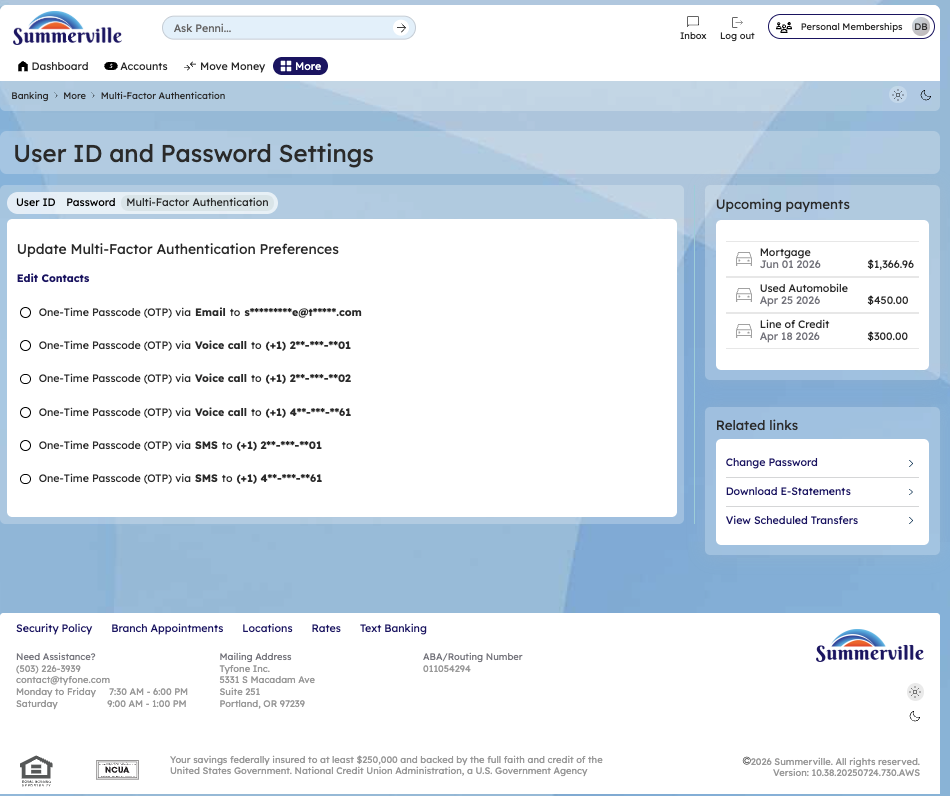 Summerville
Ask Penni...
Inbox
Log out
Personal Memberships
DB
Dashboard
Accounts
Move Money
More
Banking > More > Multi-Factor Authentication
User ID and Password Settings
User ID Password Multi-Factor Authentication
Update Multi-Factor Authentication Preferences
Edit Contacts
One-Time Passcode (OTP) via Email to s*********e@t*****.com
One-Time Passcode (OTP) via Voice call to (+1) 2**-***-**01
One-Time Passcode (OTP) via Voice call to (+1) 2**-***-**02
One-Time Passcode (OTP) via Voice call to (+1) 4**-***-**61
One-Time Passcode (OTP) via SMS to (+1) 2**-***-**01
One-Time Passcode (OTP) via SMS to (+1) 4**-***-**61
Upcoming payments
Mortgage
Jun 01 2026 $1,366.96
Used Automobile
Apr 25 2026 $450.00
Line of Credit
Apr 18 2026 $300.00
Related links
Change Password
Download E-Statements
View Scheduled Transfers
Security Policy Branch Appointments Locations Rates Text Banking
Need Assistance?
(503) 226-3939
contact@tyfone.com
Monday to Friday 7:30 AM - 6:00 PM
Saturday 9:00 AM - 1:00 PM
Mailing Address
Tyfone Inc.
5331 S Macadam Ave
Suite 251
Portland, OR 97239
ABA/Routing Number
011054294
Summerville
NCUA
Your savings federally insured to at least $250,000 and backed by the full faith and credit of the
United States Government. National Credit Union Administration, a U.S. Government Agency
©2026 Summerville. All rights reserved.
Version: 10.38.20250724.730.AWS